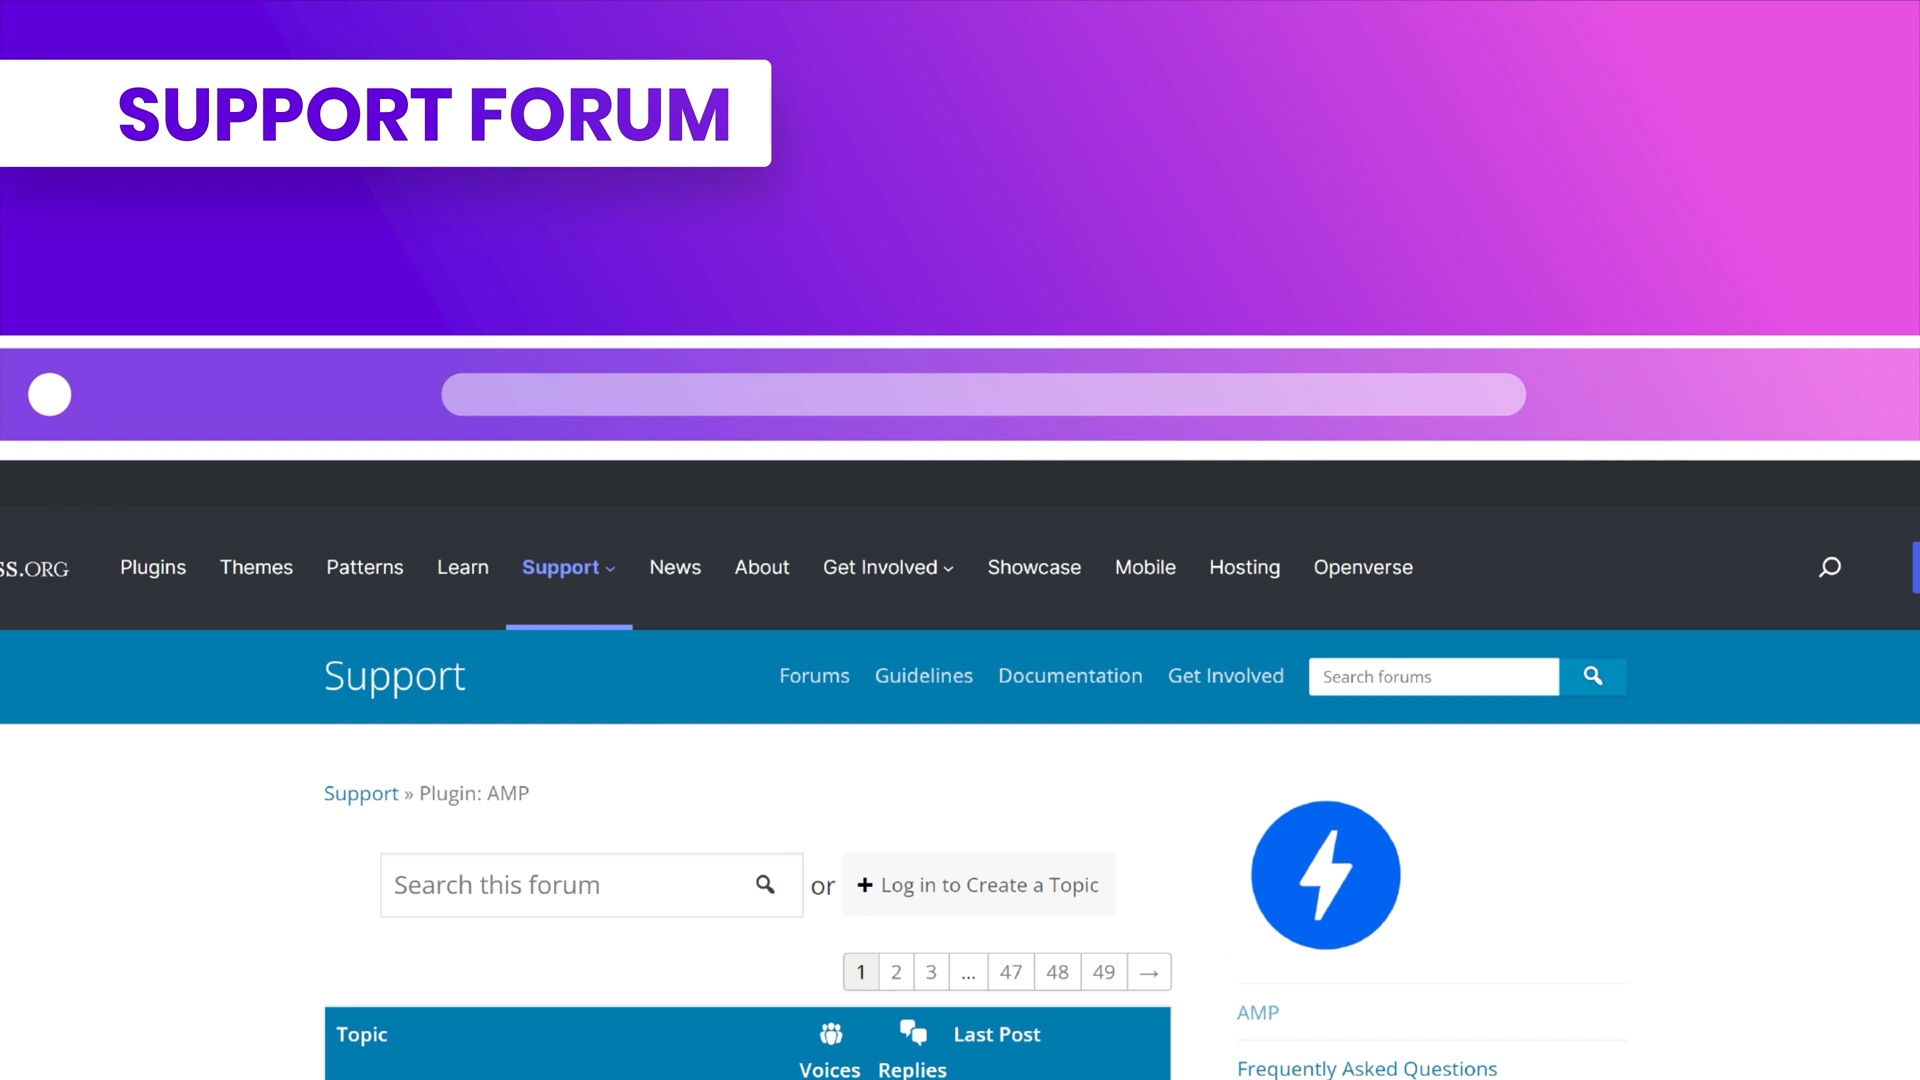 SUPPORT FORUM
SS.ORG Plugins Themes Patterns Learn Support News About Get Involved Showcase Mobile Hosting Openverse
Support Forums Guidelines Documentation Get Involved Search forums
Support » Plugin: AMP
Search this forum or + Log in to Create a Topic
1 2 3 ... 47 48 49 →
Topic Voices Replies Last Post
AMP
Frequently Asked Questions